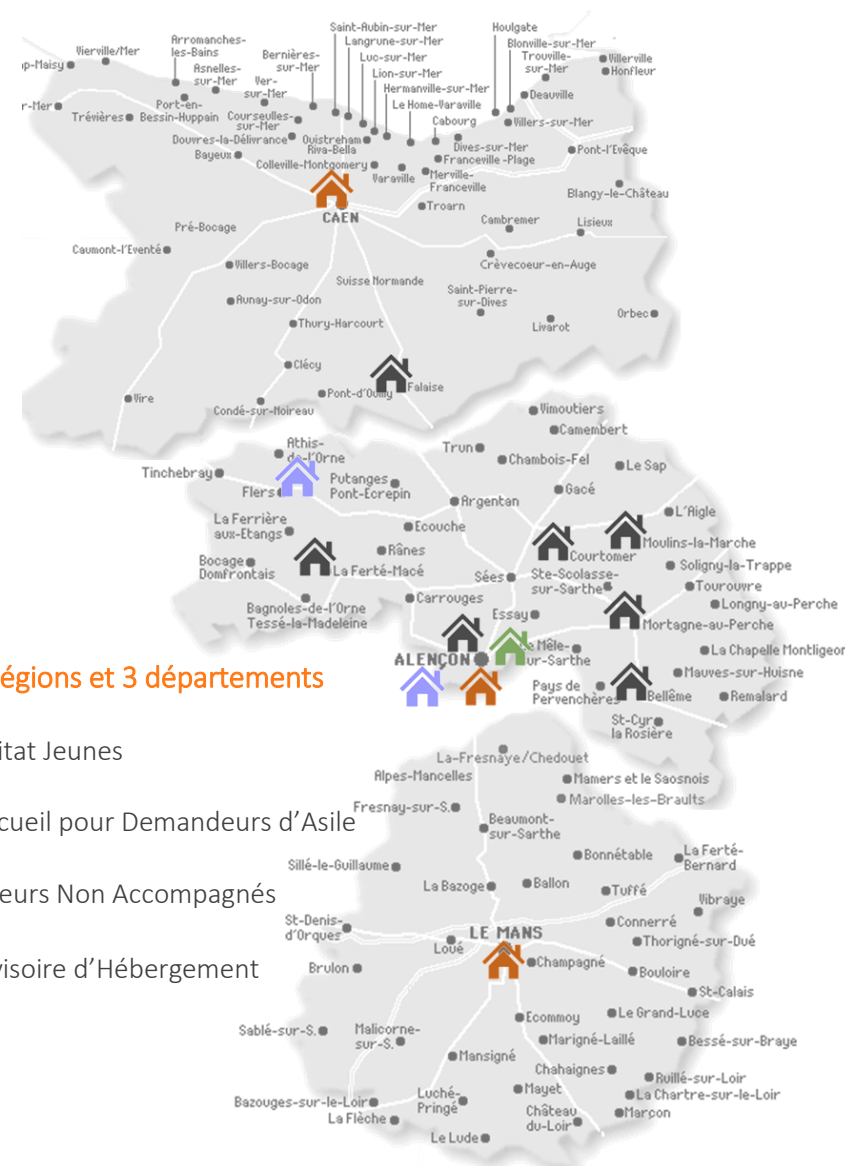 Saint-Aubin-sur-Mer
Houlgate
Arromanches-
les-Bains
Langrune-sur-Mer
Blonville-sur-Mer
Vierville/Mer
Bernières-
sur-Mer
Luc-sur-Mer
Trouville-
sur-Mer
Villerville
p-Maisy
Asnelles-
sur-Mer
Lion-sur-Mer
Honfleur
Ver-
sur-Mer
Hermanville-sur-Mer
Deauville
r-Mer
Port-en-
Bessin-Huppain
Le Home-Varaville
Trévières
Courseulles-
sur-Mer
Cabourg
Villers-sur-Mer
Douvres-la-Délivrance
Ouistreham
Riva-Bella
Dives-sur-Mer
Pont-l'Evêque
Bayeux
Colleville-Montgomery
Franceville -Plage
Varaville
Merville-
Franceville
Blangy-le-Château
Troarn
CAEN
Cambremer
Lisieux
Pré-Bocage
Caumont-l'Eventé
Villers-Bocage
Crèvecoeur-en-Auge
Suisse Normande
Aunay-sur-Odon
Saint-Pierre-
sur-Dives
Orbec
Thury-Harcourt
Livarot
Clécy
Falaise
Pont-d'Ouilly
Vire
Condé-sur-Noireau
Vimoutiers
Camembert
Athis-
de-l'Orne
Trun
Chambois-Fel
Le Sap
Tinchebray
Putanges
Pont-Ecrepin
Flers
Gacé
Argentan
L'Aigle
La Ferrière
aux-Etangs
Ecouche
Moulins-la-Marche
Courtomer
Rânes
Bocage
Domfrontais
La Ferté-Macé
Soligny-la-Trappe
Sées
Ste-Scolasse-
sur-Sarthe
Tourouvre
Carrouges
Longny-au-Perche
Bagnoles-de-l'Orne
Tessé-la-Madeleine
Essay
Mortagne-au-Perche
Le Mêle-
sur-Sarthe
La Chapelle Montligeon
ALENÇON
Mauves-sur-Huisne
égions et 3 départements
Pays de
Pervenchères
Bellême
Remalard
St-Cyr
la Rosière
itat Jeunes
La-Fresnaye/Chedouet
Alpes-Mancelles
Mamers et le Saosnois
Fresnay-sur-S.
Marolles-les-Braults
cueil pour Demandeurs d’Asile
Beaumont-
sur-Sarthe
Bonnétable
La Ferté-
Bernard
Sillé-le-Guillaume
eurs Non Accompagnés
La Bazoge
Ballon
Tuffé
Vibraye
St-Denis-
d'Orques
Connerré
LE MANS
Thorigné-sur-Dué
Loué
visoire d’Hébergement
Brulon
Champagné
Bouloire
St-Calais
Ecommoy
Le Grand-Luce
Sablé-sur-S.
Malicorne-
sur-S.
Marigné-Laillé
Bessé-sur-Braye
Mansigné
Chahaignes
Ruillé-sur-Loir
Mayet
La Chartre-sur-le-Loir
Bazouges-sur-le-Loir
Luché-
Pringé
Château
du-Loir
Marçon
La Flèche
Le Lude